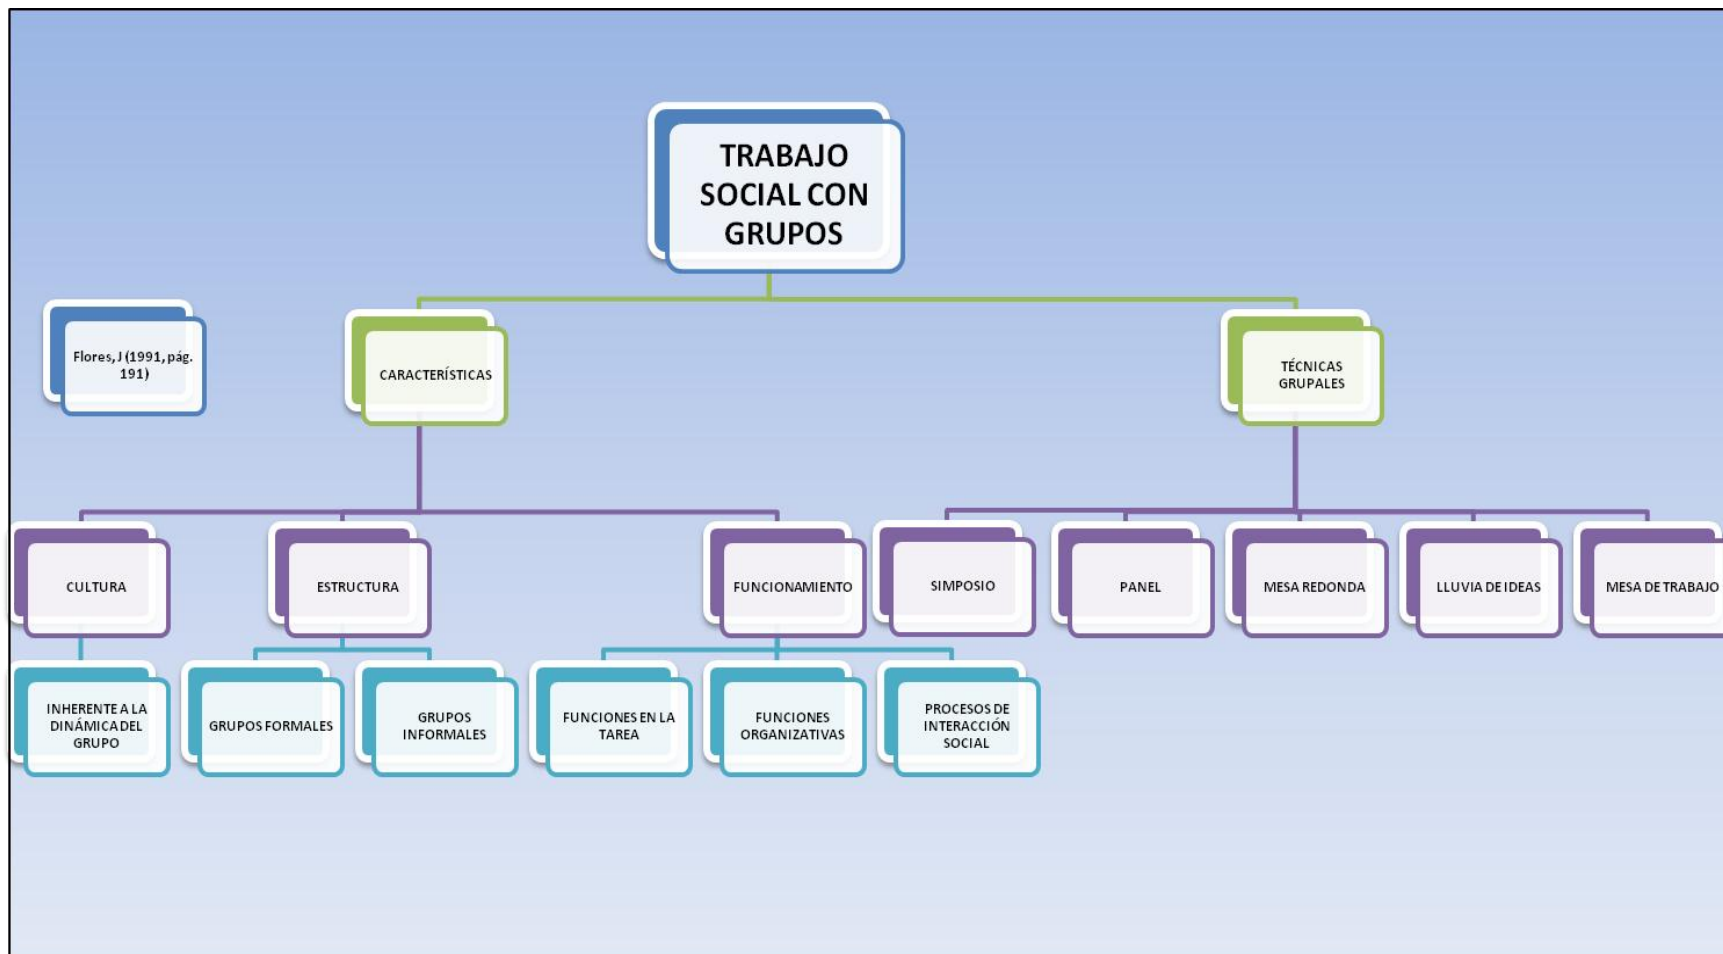 TRABAJO
SOCIAL CON
GRUPOS
Flores, J (1991, pág.
191)
CARACTERÍSTICAS
TÉCNICAS
GRUPALES
CULTURA
ESTRUCTURA
FUNCIONAMIENTO
SIMPOSIO
PANEL
MESA REDONDA
LLUVIA DE IDEAS
MESA DE TRABAJO
INHERENTE A LA
DINÁMICA DEL
GRUPO
GRUPOS FORMALES
GRUPOS
INFORMALES
FUNCIONES EN LA
TAREA
FUNCIONES
ORGANIZATIVAS
PROCESOS DE
INTERACCIÓN
SOCIAL